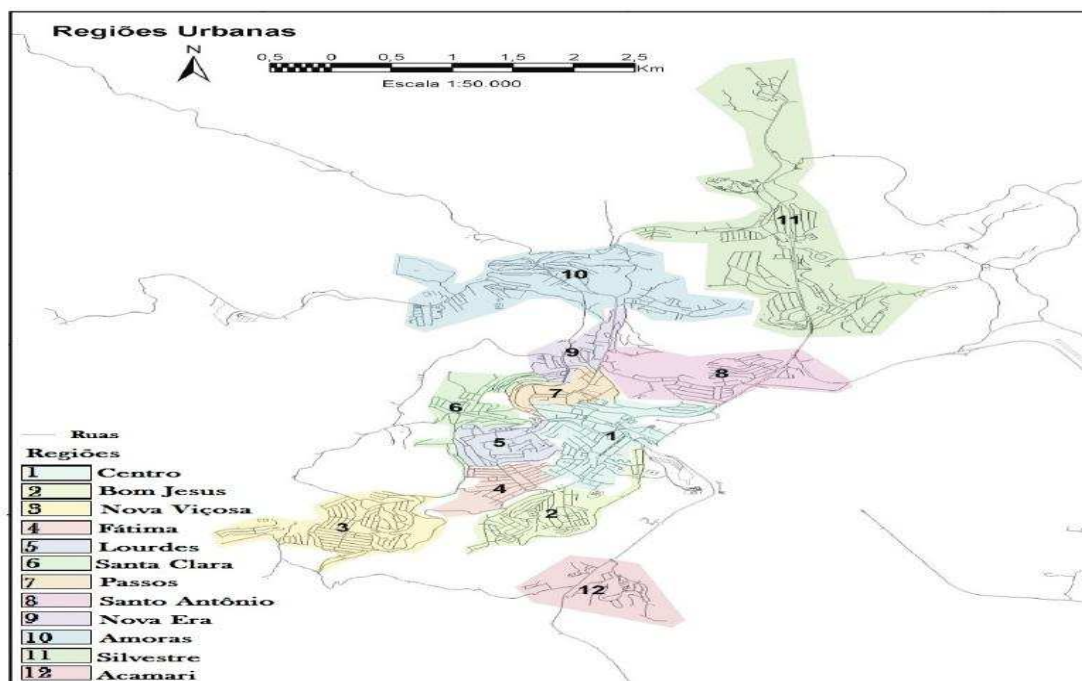 Regiões Urbanas
N
0,5 0 0,5 1 1,5 2 2,5
Km
Escala 1:50.000
11
10
9
8
7
6
1
5
4
2
3
12
Ruas
Regiões
1 Centro
2 Bom Jesus
3 Nova Viçosa
4 Fátima
5 Lourdes
6 Santa Clara
7 Passos
8 Santo Antônio
9 Nova Era
10 Amoras
11 Silvestre
12 Acamari